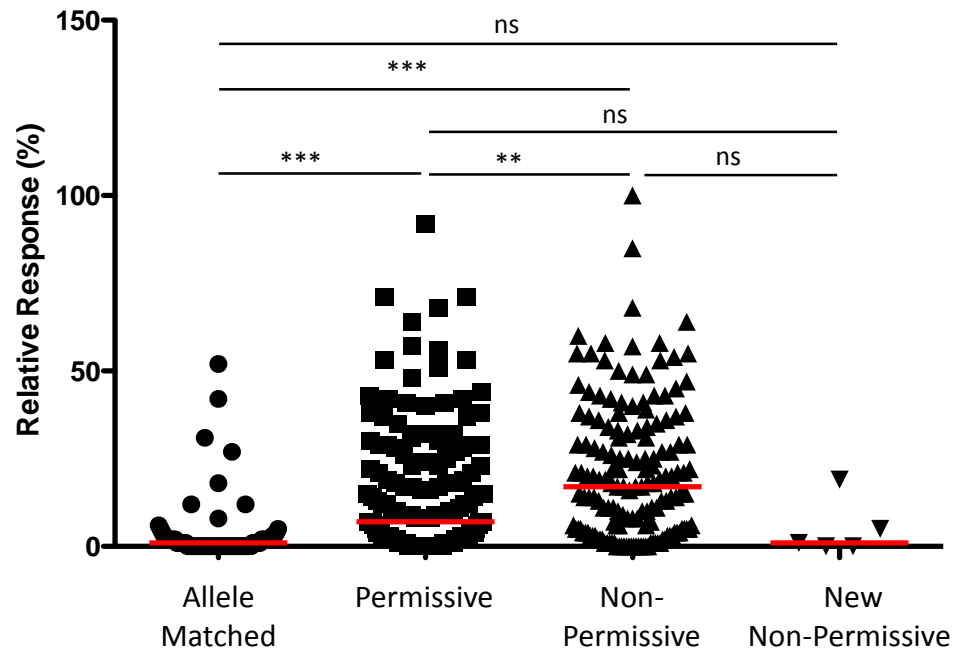 150
ns
***
ns
***
**
ns
100
50
0
Relative Response (%)
Allele
Matched
Permissive
Non-
Permissive
New
Non-Permissive